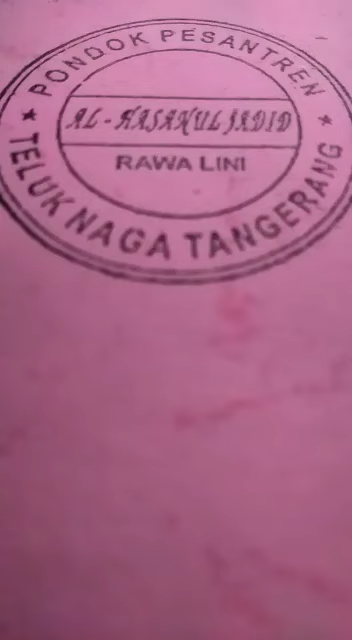 PONDOK PESANTREN
AL - HASANUL JADID
RAWA LINI
TELUK NAGA TANGERANG